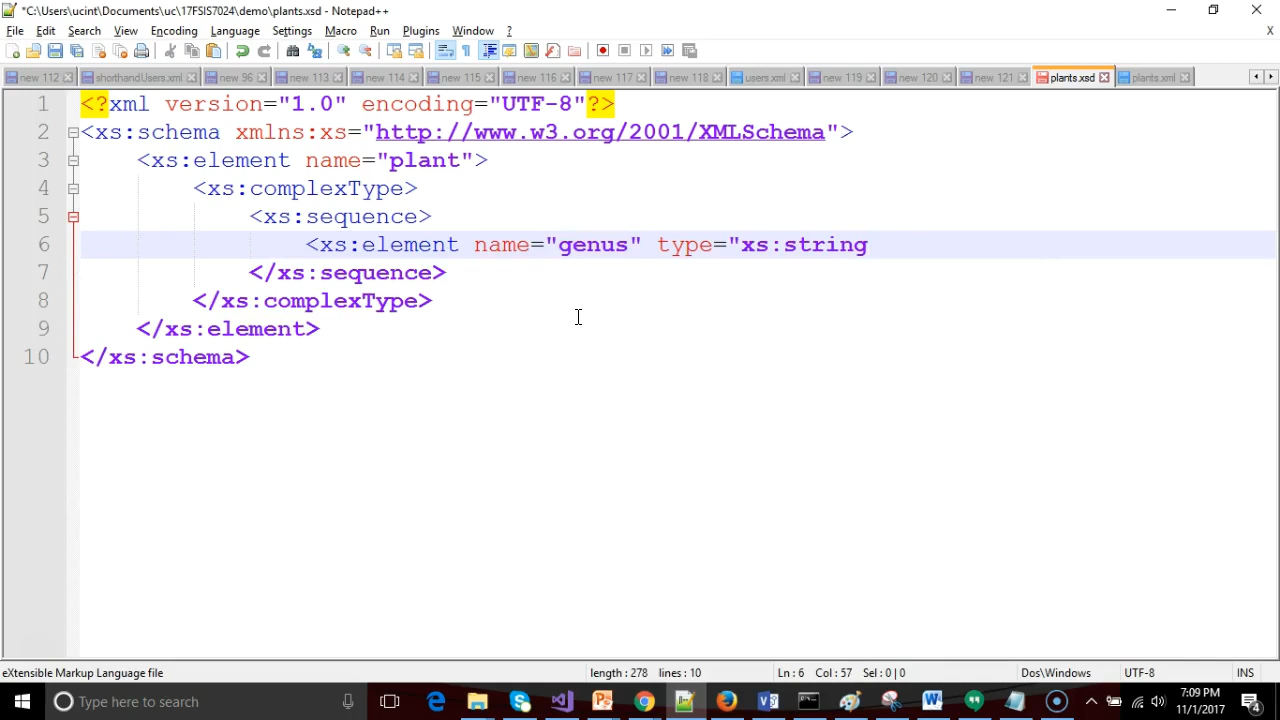 *C:\Users\ucint\Documents\uc\17FSIS7024\demo\plants.xsd - Notepad++
File Edit Search View Encoding Language Settings Macro Run Plugins Window ? X
new 112 shorthandUsers.xml new 96 new 113 new 114 new 115 new 116 new 117 new 118 users.xml new 119 new 120 new 121 plants.xsd plants.xml
1 <?xml version="1.0" encoding="UTF-8"?>
2 <xs:schema xmlns:xs="http://www.w3.org/2001/XMLSchema">
3 <xs:element name="plant">
4 <xs:complexType>
5 <xs:sequence>
6 <xs:element name="genus" type="xs:string
7 </xs:sequence>
8 </xs:complexType>
9 </xs:element>
10 </xs:schema>
eXtensible Markup Language file length : 278 lines : 10 Ln : 6 Col : 57 Sel : 0 | 0 Dos\Windows UTF-8 INS
Type here to search 7:09 PM
11/1/2017 4